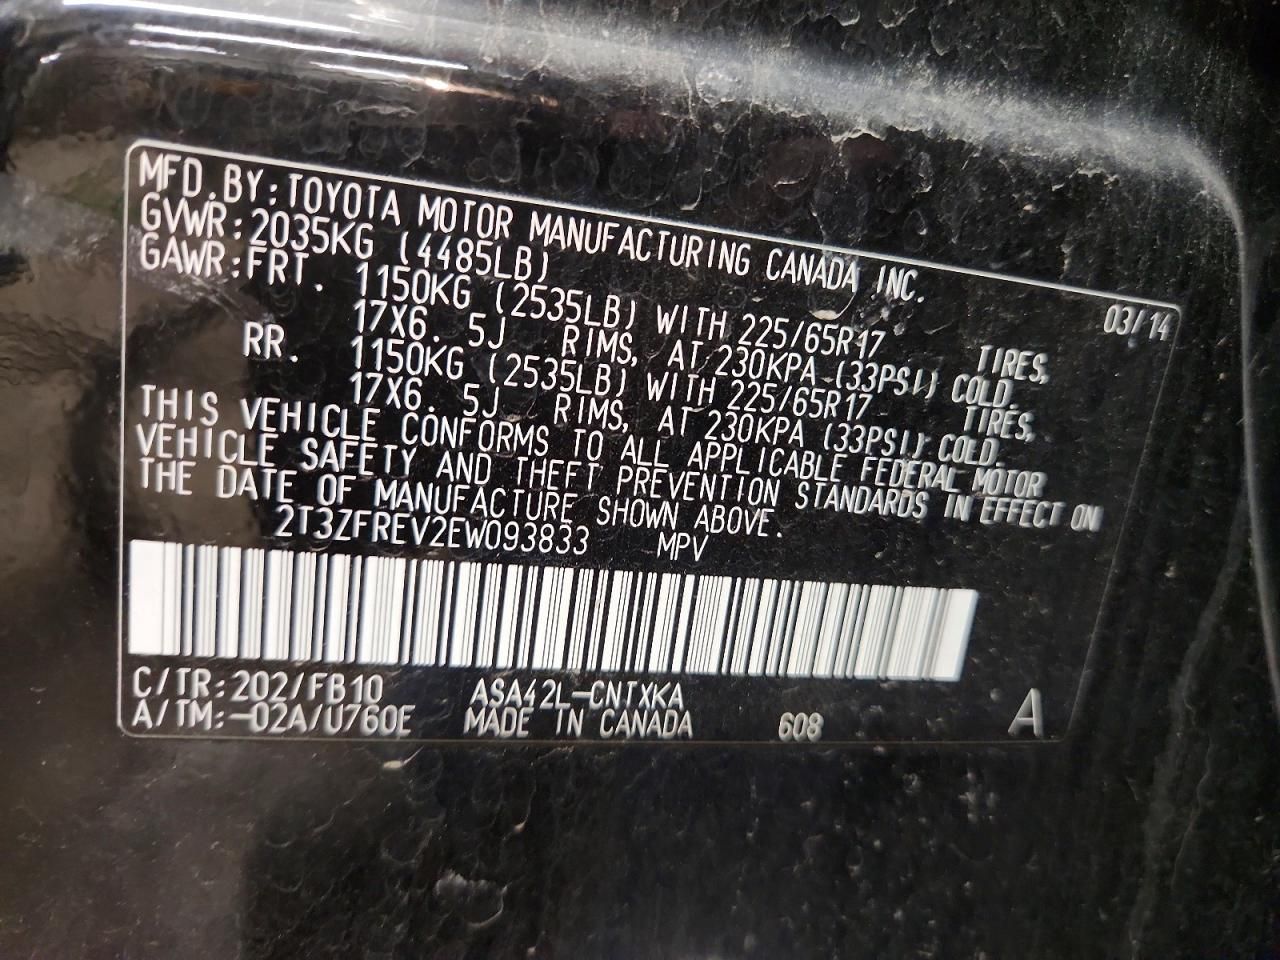 MFD.BY:TOYOTA MOTOR MANUFACTURING CANADA INC. 03/14
GVWR:2035KG (4485LB)
GAWR:FRT. 1150KG (2535LB) WITH 225/65R17 TIRES,
17X6.5J RIMS, AT 230KPA (33PSI) COLD.
RR. 1150KG (2535LB) WITH 225/65R17 TIRES,
17X6.5J RIMS, AT 230KPA (33PSI) COLD.
THIS VEHICLE CONFORMS TO ALL APPLICABLE FEDERAL MOTOR
VEHICLE SAFETY AND THEFT PREVENTION STANDARDS IN EFFECT ON
THE DATE OF MANUFACTURE SHOWN ABOVE.
2T3ZFREV2EW093833 MPV
C/TR:202/FB10 ASA42L-CNTXKA
A/TM:-02A/U760E MADE IN CANADA 608 A